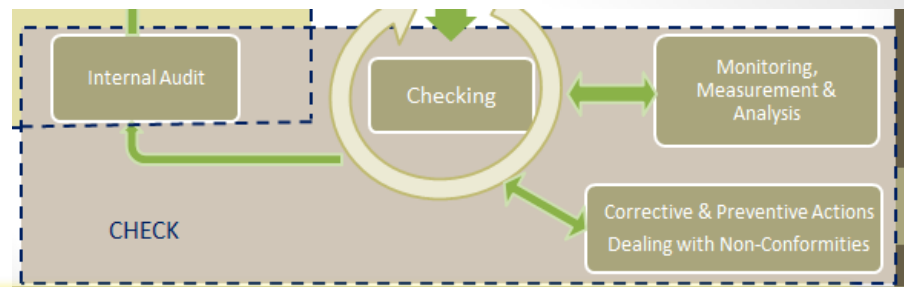 Internal Audit
Checking
Monitoring,
Measurement &
Analysis
Corrective & Preventive Actions
Dealing with Non-Conformities
CHECK